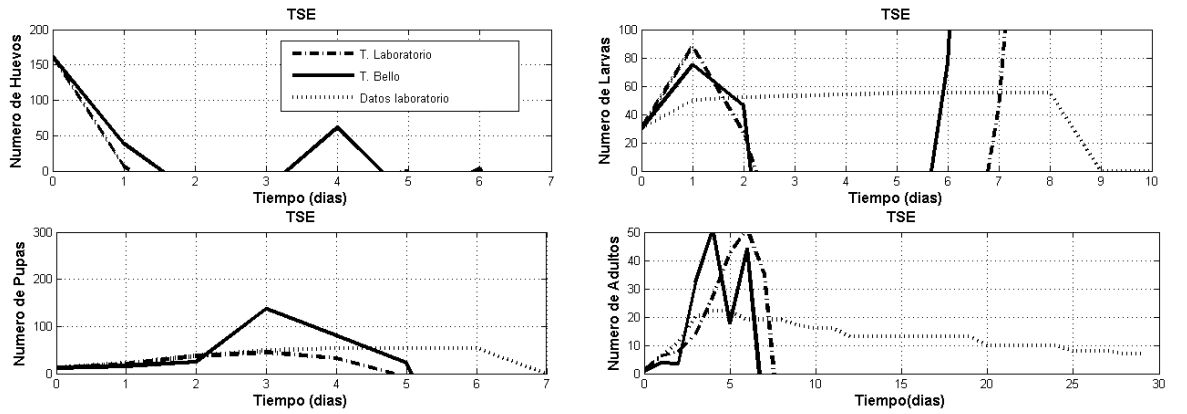 TSE
Numero de Huevos
200
150
100
50
0
T. Laboratorio
T. Bello
Datos laboratorio
0 1 2 3 4 5 6 7
Tiempo (dias)
TSE
Numero de Larvas
100
80
60
40
20
0
0 1 2 3 4 5 6 7 8 9 10
Tiempo (dias)
TSE
Numero de Pupas
300
200
100
0
0 1 2 3 4 5 6 7
Tiempo (dias)
TSE
Numero de Adultos
50
40
30
20
10
0
0 5 10 15 20 25 30
Tiempo(dias)